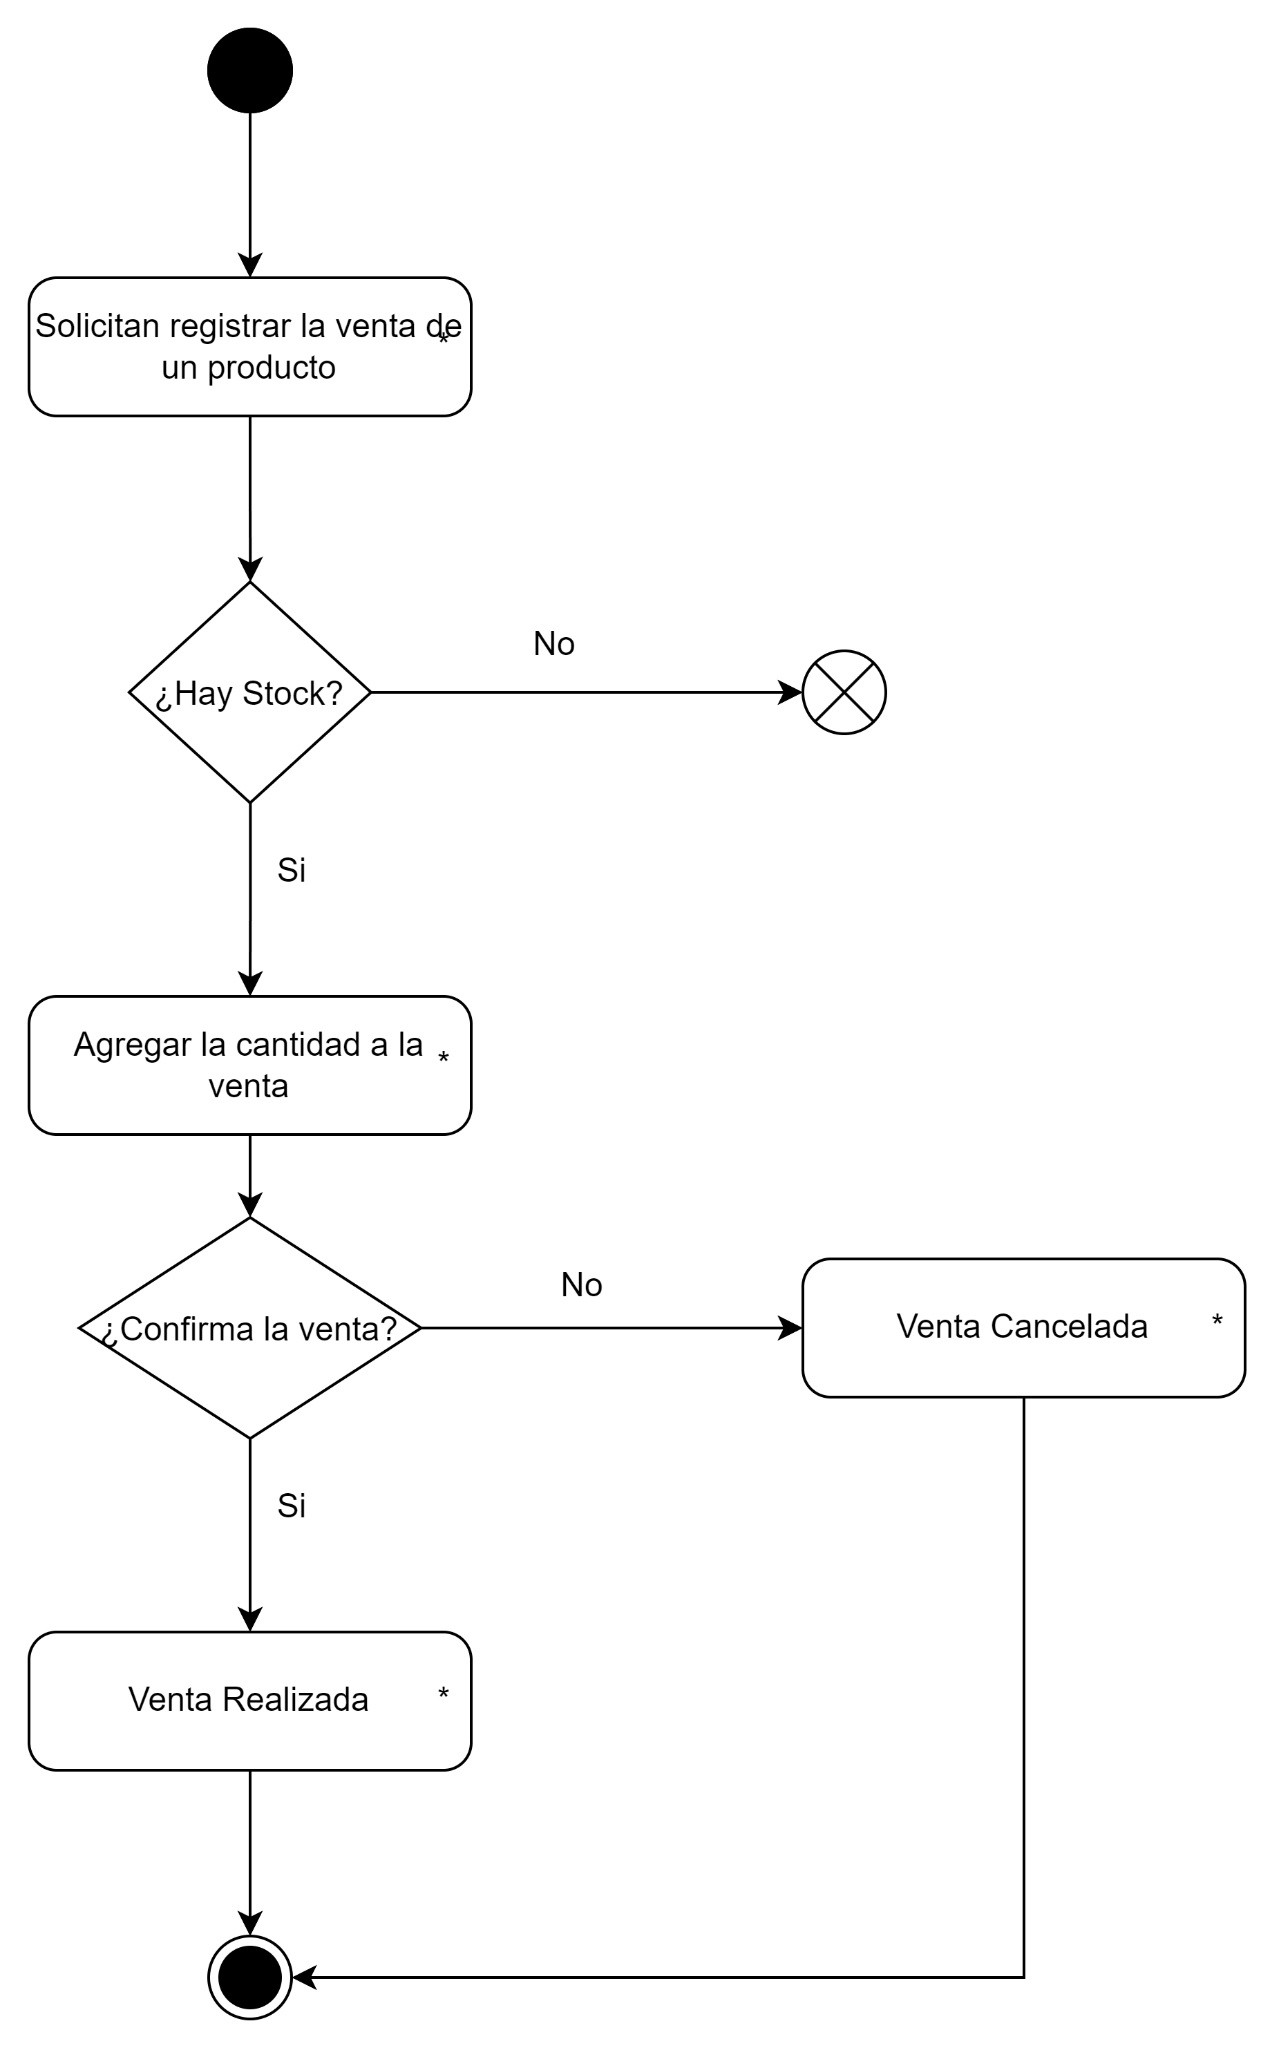 Solicitan registrar la venta de
un producto
*
¿Hay Stock?
No
Si
Agregar la cantidad a la
venta
*
¿Confirma la venta?
No
Venta Cancelada
*
Si
Venta Realizada
*